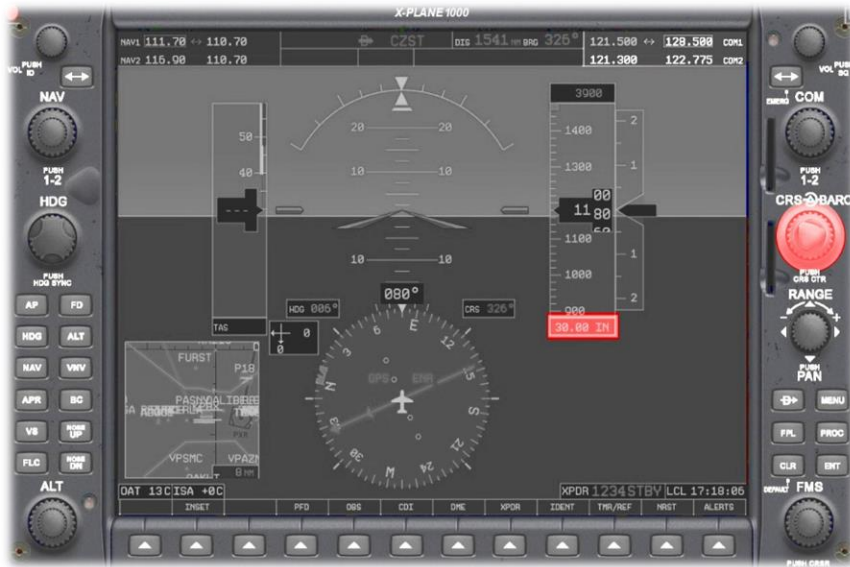 X-PLANE 1000
NAV1 111.70 ↔ 110.70
CZST DIS 1541 NM BRG 326°
121.500 ↔ 128.500 COM1
NAV2 116.90 110.70
121.300 122.775 COM2
VOL PUSH ID
VOL PUSH SQ
NAV
EMERG COM
PUSH
1-2
PUSH
1-2
HDG
CRS BARO
PUSH
HDG SYNC
PUSH
CRS CTR
RANGE
- +
PUSH
PAN
AP FD
HDG ALT
NAV VNV
APR BC
VS NOSE UP
FLC NOSE DN
ALT
D MENU
FPL PROC
CLR ENT
DEFAULT FMS
PUSH CRSR
3900
50
40
- - -
TAS
20 20
10 10
10 10
1400
1300
11 00
80
1100
1000
900
2
1
1
2
30.00 IN
080°
HDG 006°
CRS 326°
0
0
N 3 6 E 12 15 S 21 24 W 30 33
GPS ENR
FURST
P18
VPSMC
VPAZN
8 NM
OAT 13C ISA +0C
XPDR 1234 STBY LCL 17:18:06
INSET PFD OBS CDI DME XPDR IDENT TMR/REF NRST ALERTS